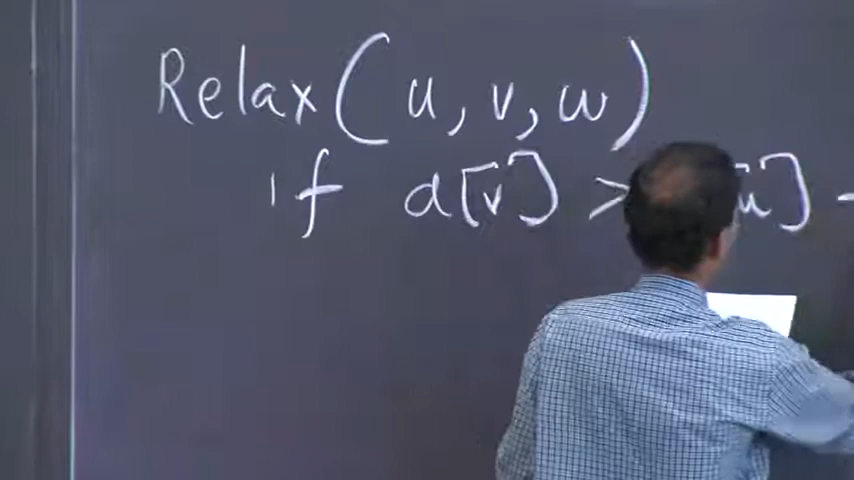 Relax(u, v, w)
if d[v] > [u] -